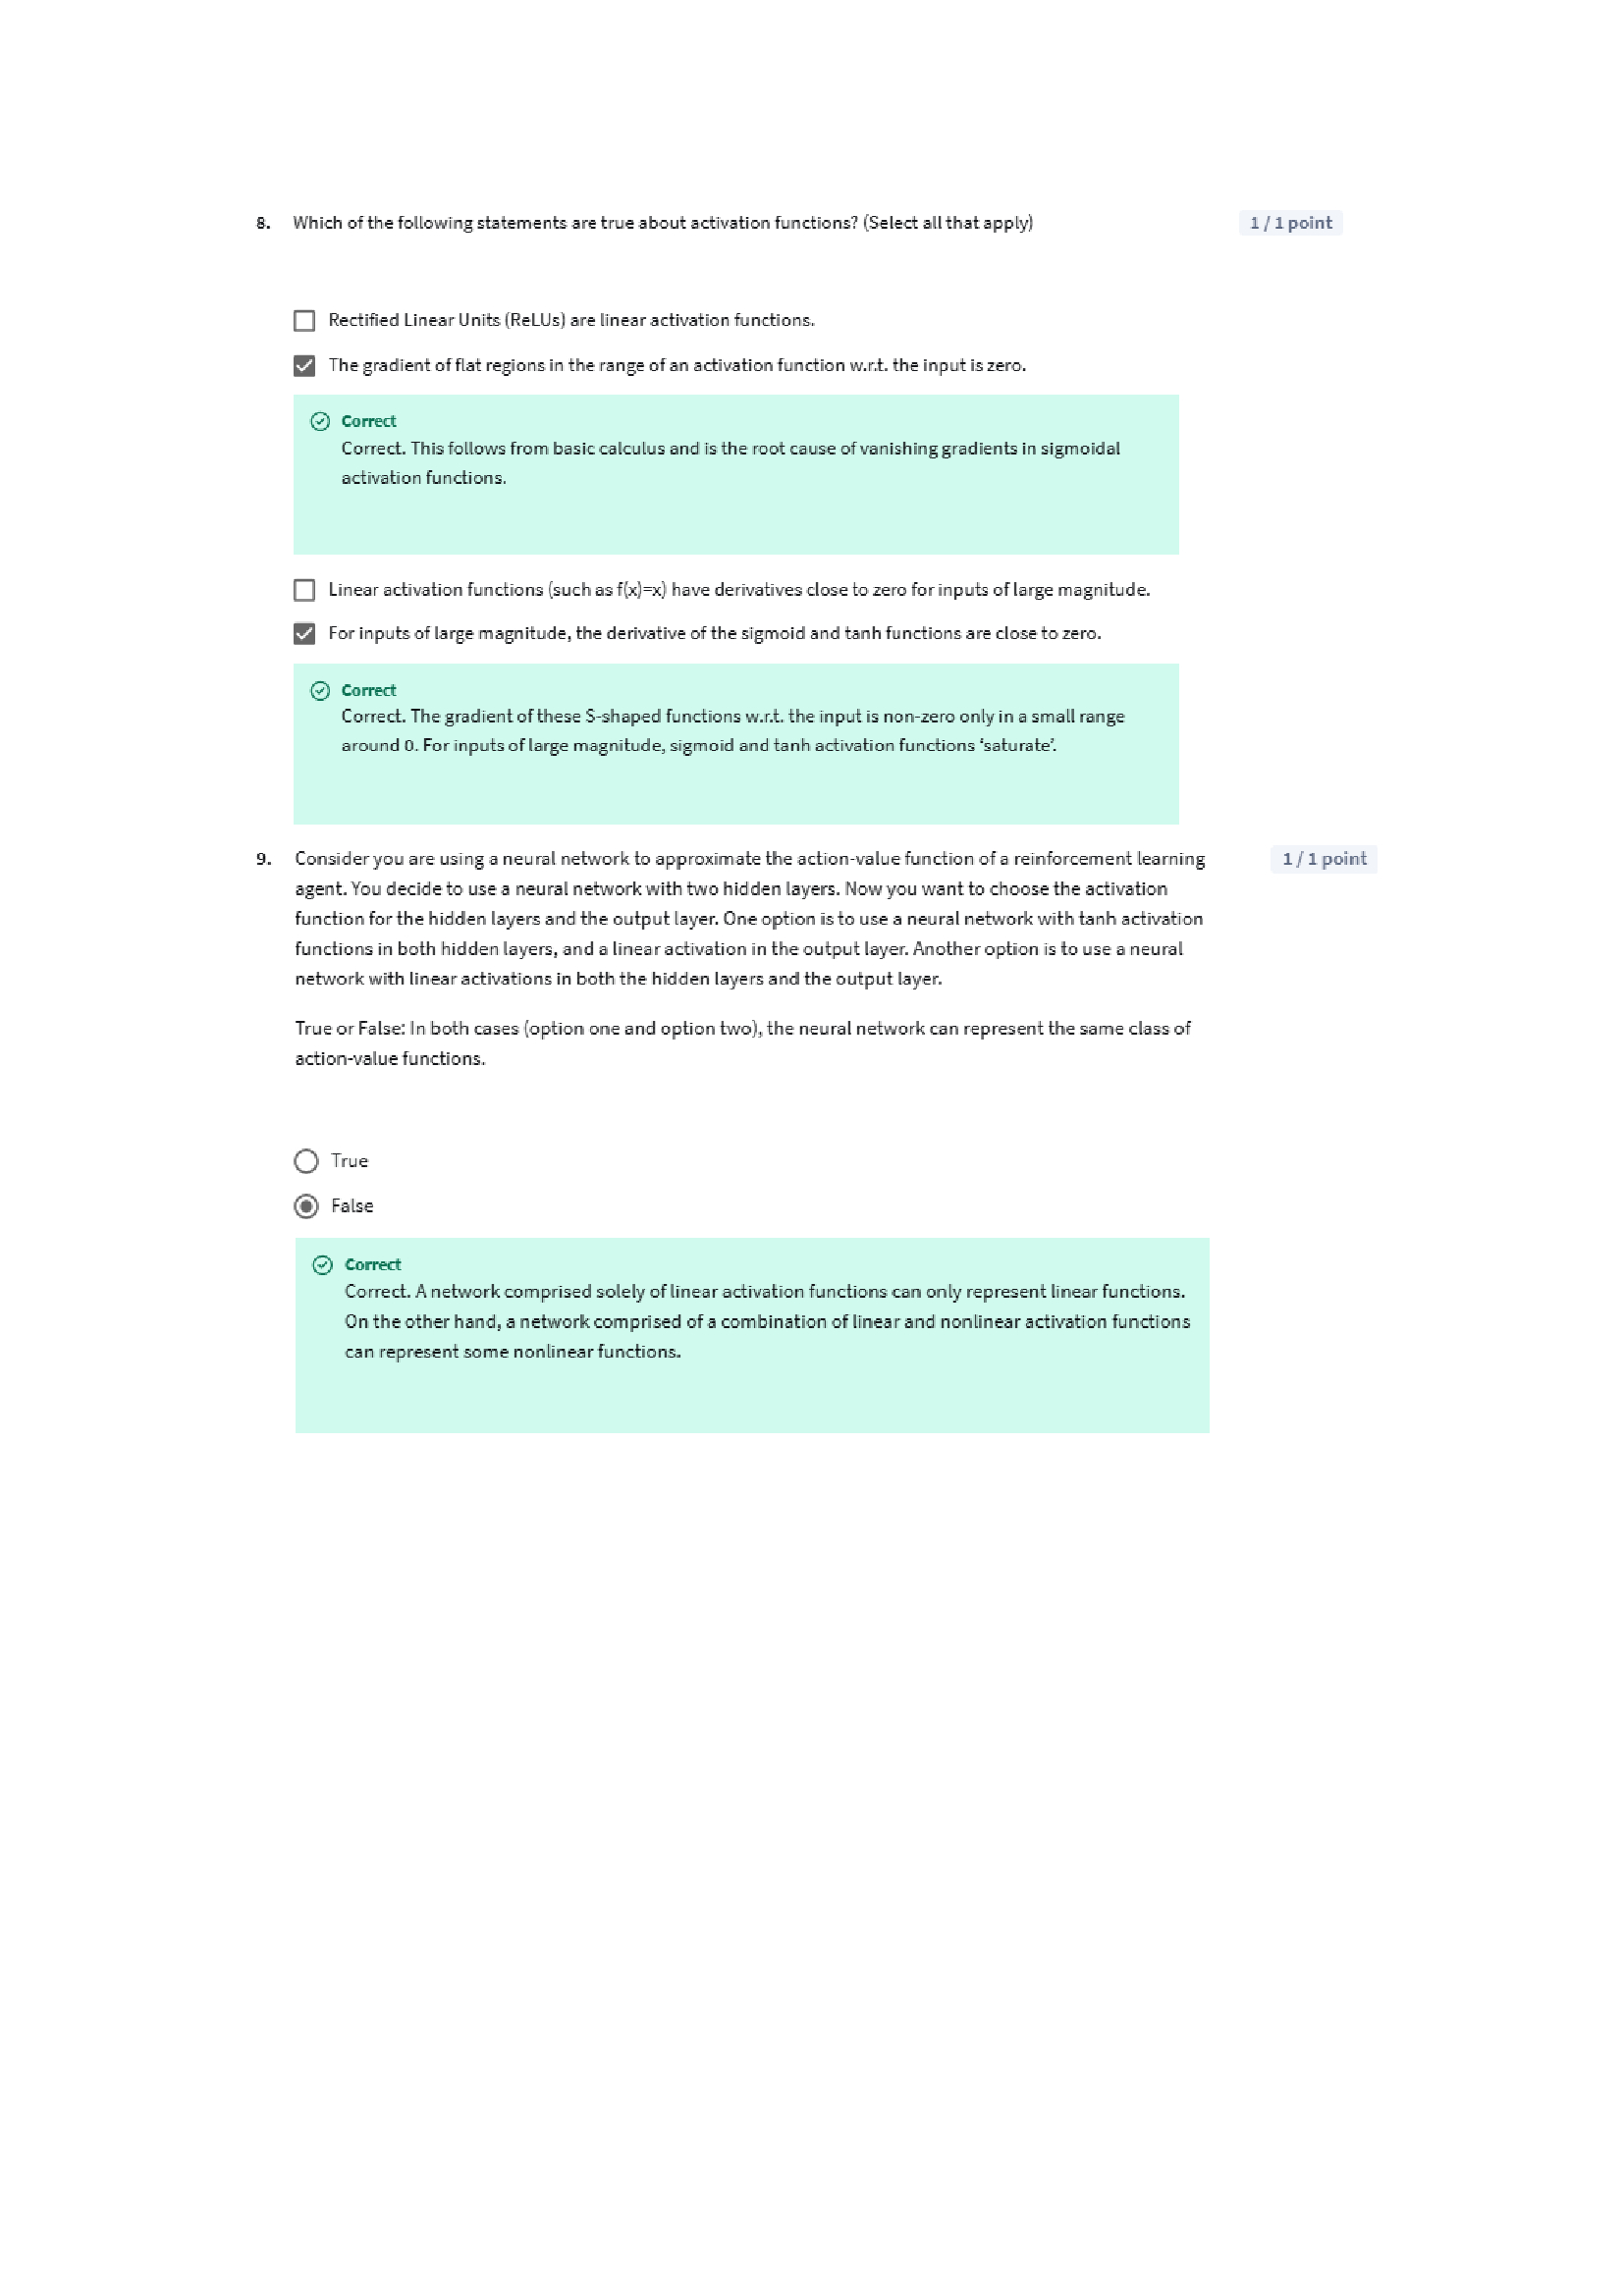 8. Which of the following statements are true about activation functions? (Select all that apply) 1 / 1 point
Rectified Linear Units (ReLUs) are linear activation functions.
The gradient of flat regions in the range of an activation function w.r.t. the input is zero.
Correct
Correct. This follows from basic calculus and is the root cause of vanishing gradients in sigmoidal
activation functions.
Linear activation functions (such as f(x)=x) have derivatives close to zero for inputs of large magnitude.
For inputs of large magnitude, the derivative of the sigmoid and tanh functions are close to zero.
Correct
Correct. The gradient of these S-shaped functions w.r.t. the input is non-zero only in a small range
around 0. For inputs of large magnitude, sigmoid and tanh activation functions ‘saturate’.
9. Consider you are using a neural network to approximate the action-value function of a reinforcement learning 1 / 1 point
agent. You decide to use a neural network with two hidden layers. Now you want to choose the activation
function for the hidden layers and the output layer. One option is to use a neural network with tanh activation
functions in both hidden layers, and a linear activation in the output layer. Another option is to use a neural
network with linear activations in both the hidden layers and the output layer.
True or False: In both cases (option one and option two), the neural network can represent the same class of
action-value functions.
True
False
Correct
Correct. A network comprised solely of linear activation functions can only represent linear functions.
On the other hand, a network comprised of a combination of linear and nonlinear activation functions
can represent some nonlinear functions.